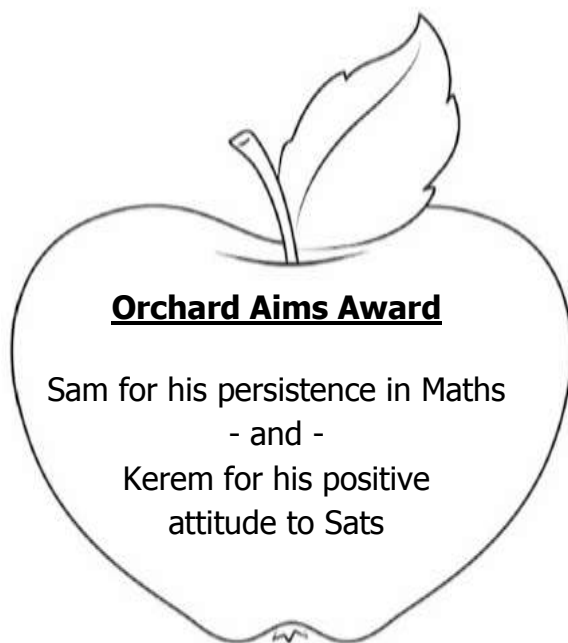 Orchard Aims Award
Sam for his persistence in Maths
- and -
Kerem for his positive
attitude to Sats